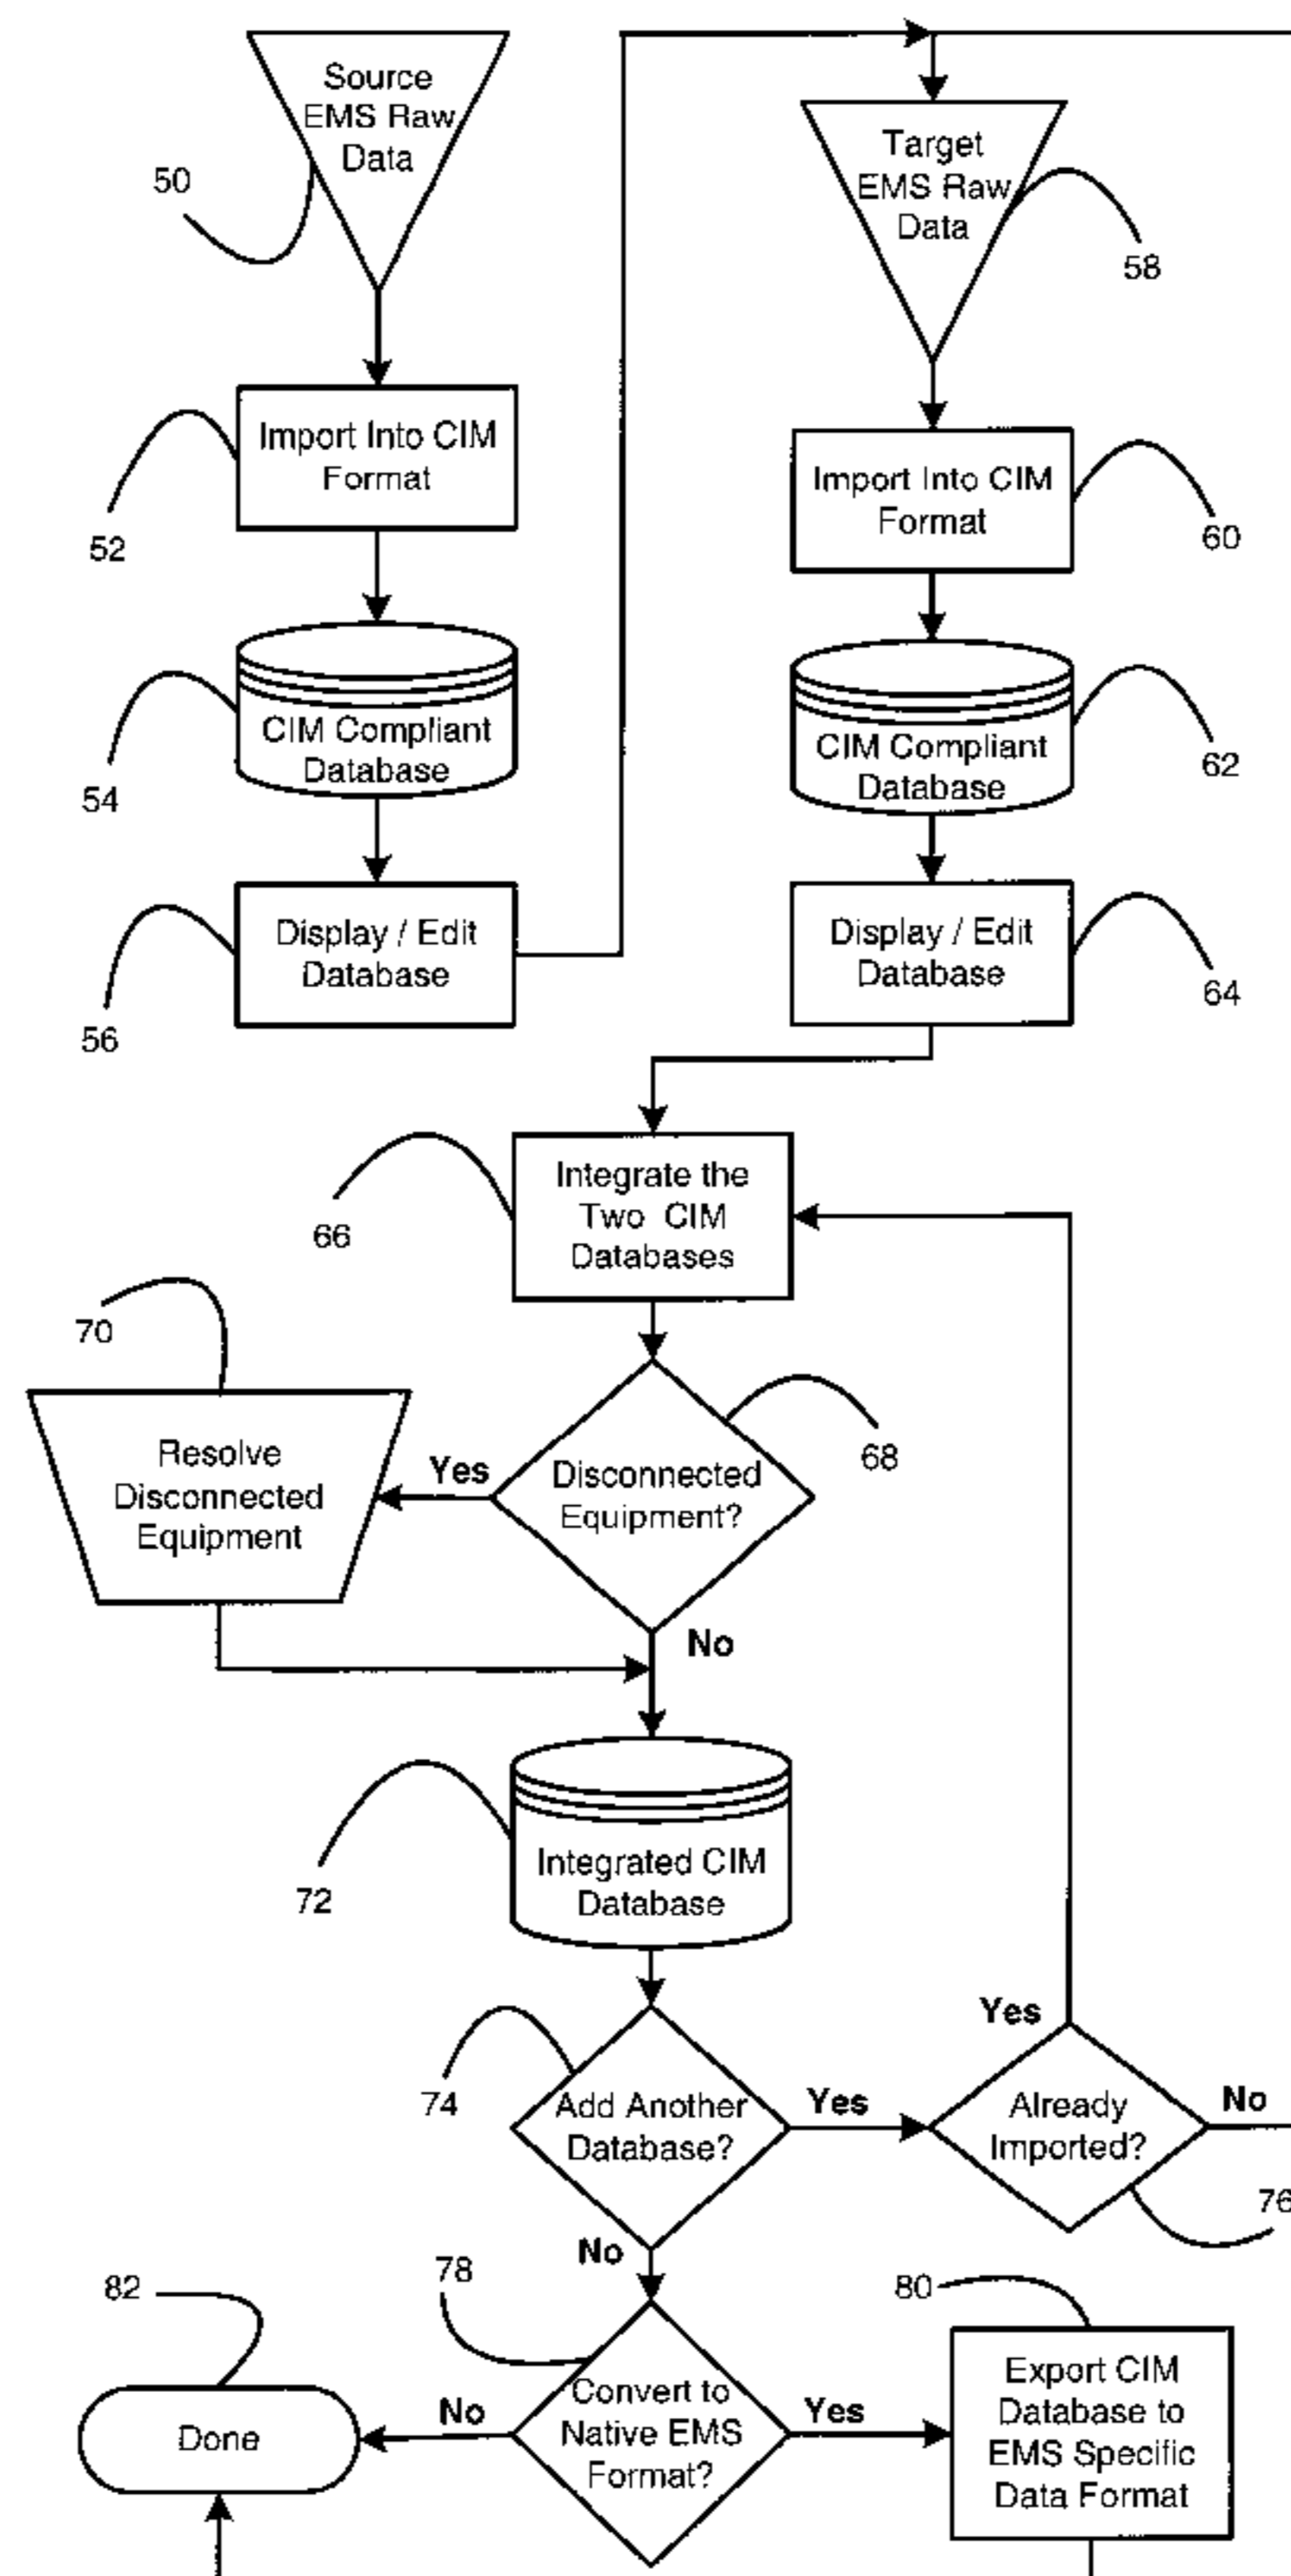 Source
EMS Raw
Data
50
Import Into CIM
Format
52
CIM Compliant
Database
54
Display / Edit
Database
56
Target
EMS Raw
Data
58
Import Into CIM
Format
60
CIM Compliant
Database
62
Display / Edit
Database
64
Integrate the
Two CIM
Databases
66
70
Resolve
Disconnected
Equipment
Yes
Disconnected
Equipment?
68
No
Integrated CIM
Database
72
Yes
74
Add Another
Database?
Yes
Already
Imported?
No
76
No
78
80
82
Done
No
Convert to
Native EMS
Format?
Yes
Export CIM
Database to
EMS Specific
Data Format